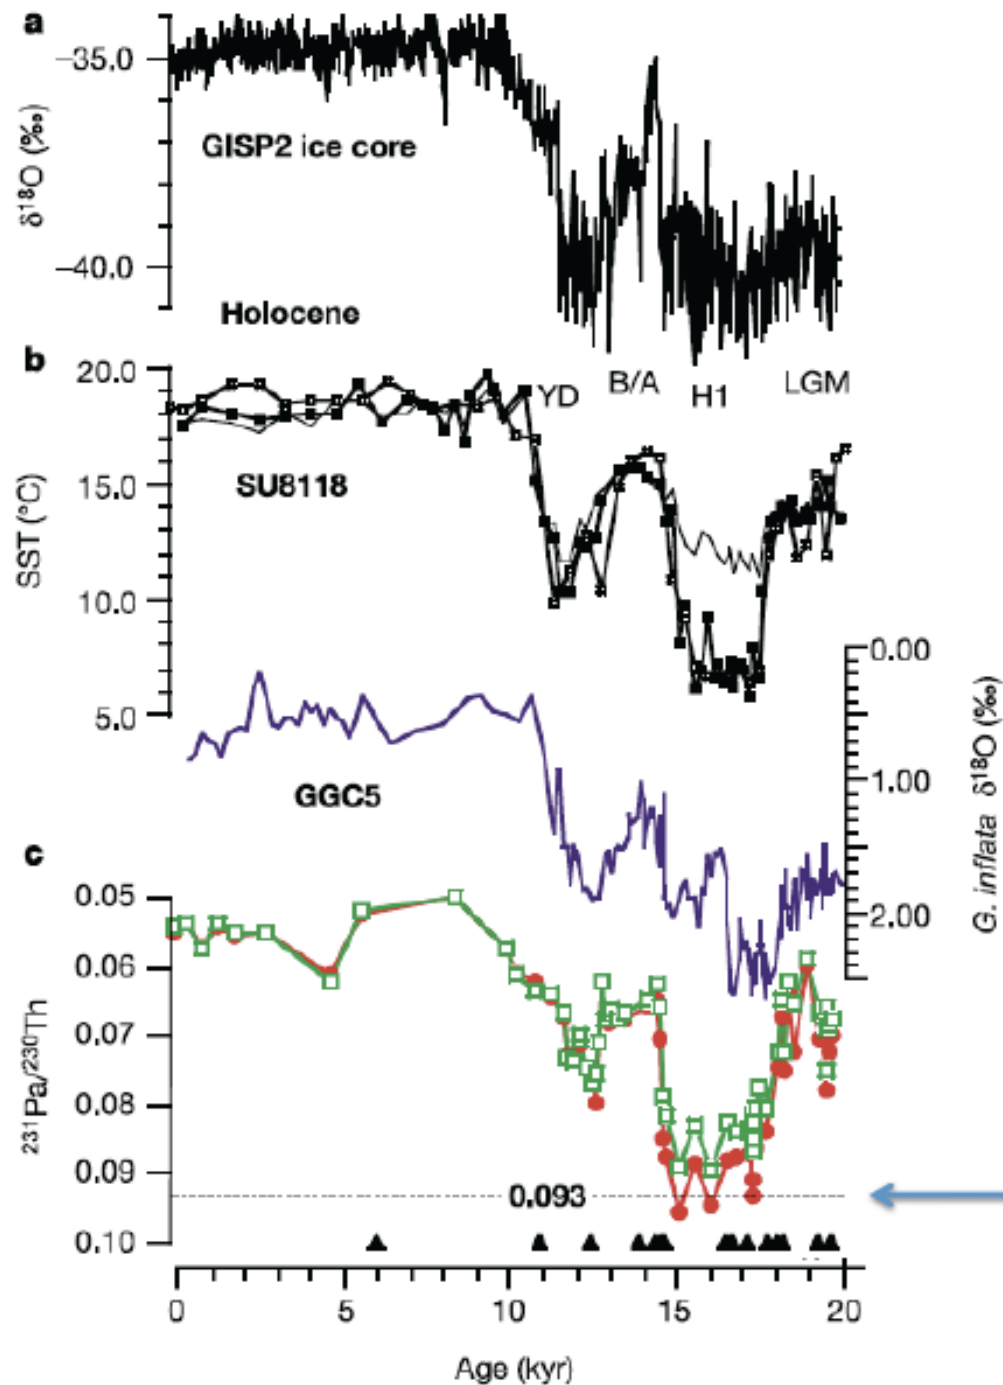 a
−35.0
δ¹⁸O (‰)
GISP2 ice core
−40.0
Holocene
b
20.0
YD
B/A
H1
LGM
15.0
SU8118
SST (°C)
10.0
0.00
5.0
G. inflata δ¹⁸O (‰)
1.00
GGC5
c
0.05
2.00
0.06
²³¹Pa/²³⁰Th
0.07
0.08
0.09
0.093
0.10
0 5 10 15 20
Age (kyr)